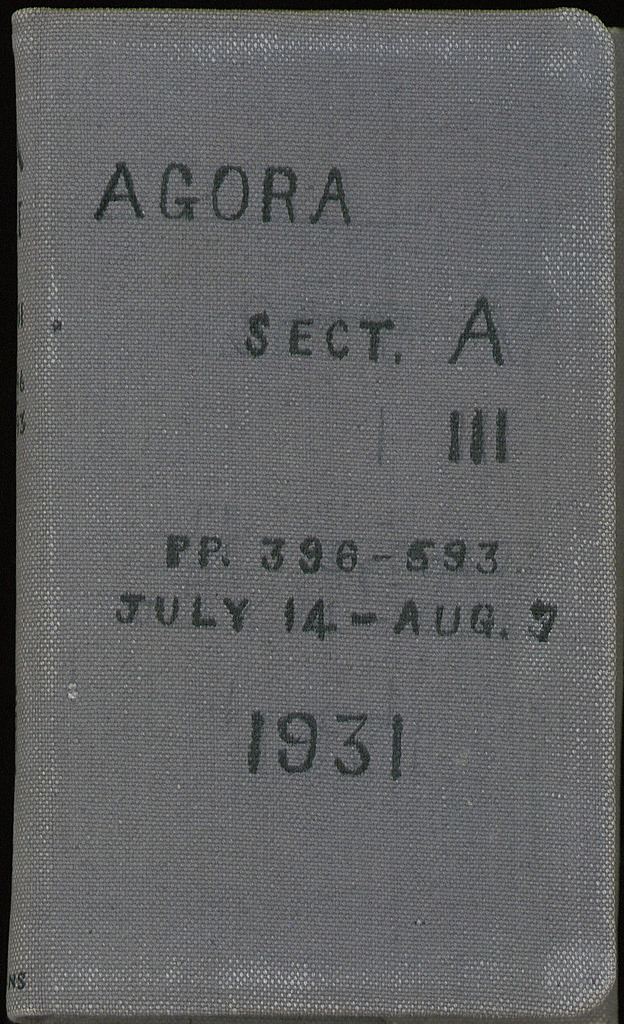 AGORA
SECT. A
III
PP. 396-593
JULY 14-AUG. 7
1931